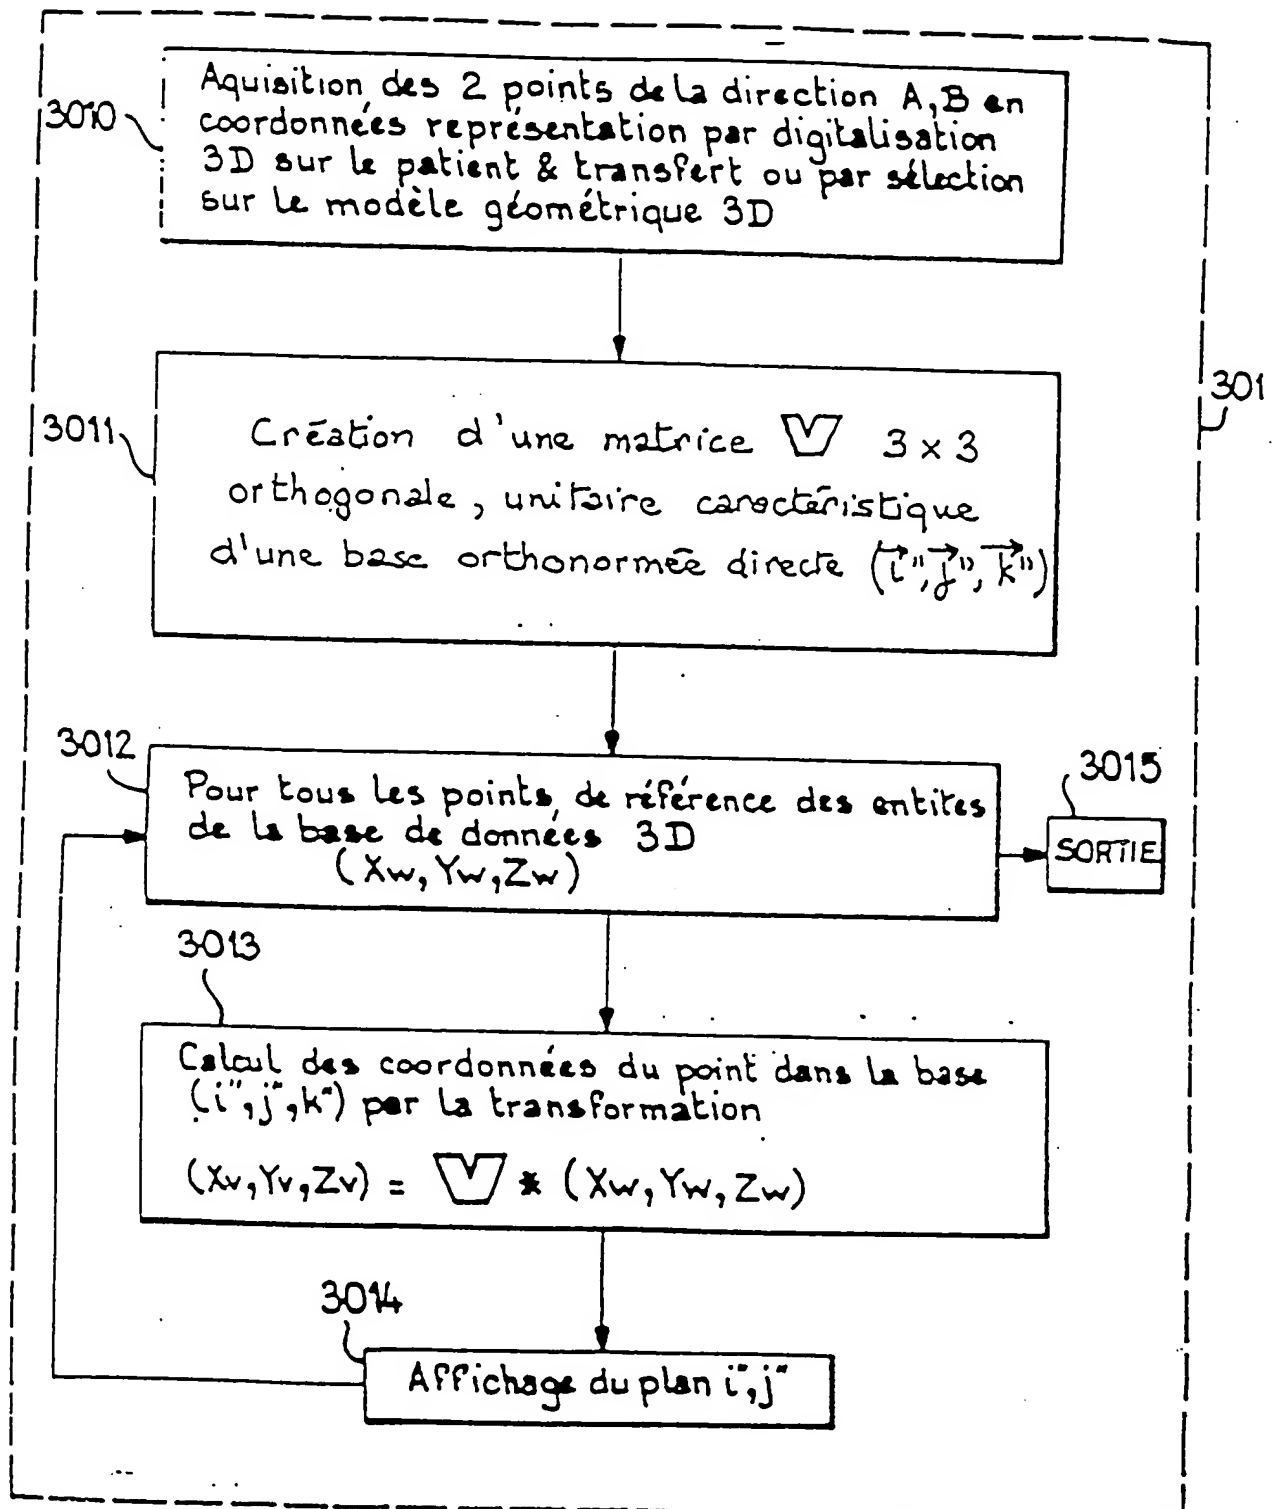 3010
Aquisition des 2 points de la direction A, B en
coordonnées représentation par digitalisation
3D sur le patient & transfert ou par sélection
sur le modèle géométrique 3D
301
3011
Création d'une matrice V 3 x 3
orthogonale, unitaire caractéristique
d'une base orthonormée directe (i", j", k")
3012
Pour tous les points de référence des entites
de la base de données 3D
(Xw, Yw, Zw)
3015
SORTIE
3013
Calcul des coordonnées du point dans la base
(i", j", k") par la transformation
(Xv, Yv, Zv) = V * (Xw, Yw, Zw)
3014
Affichage du plan i", j"